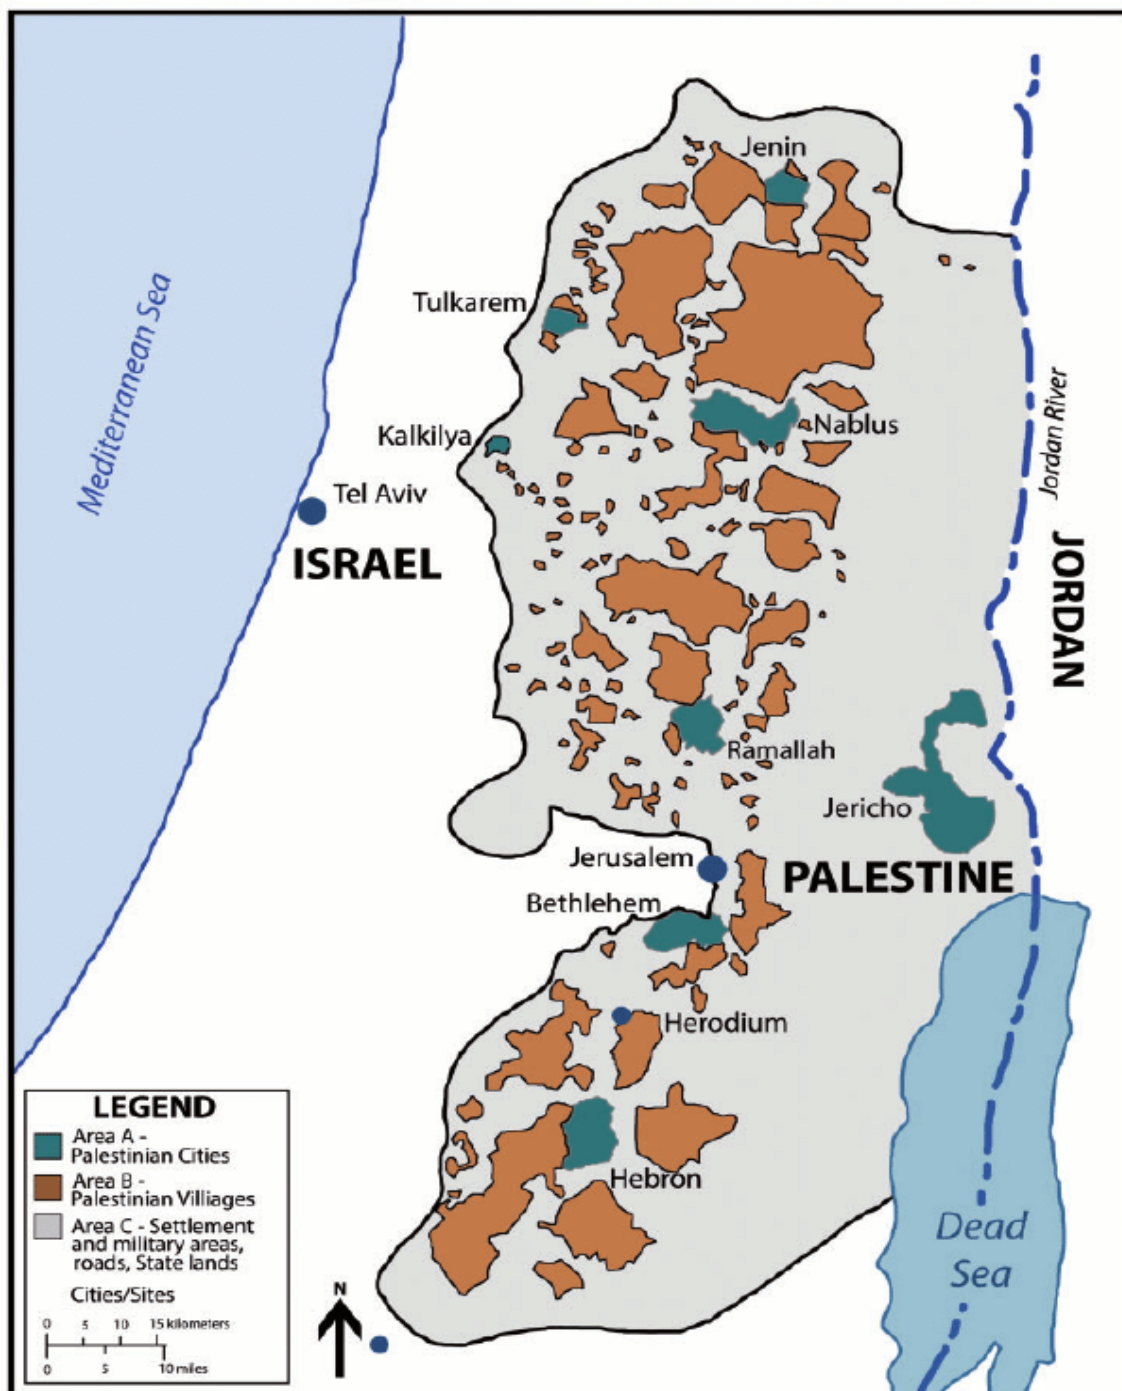 Jenin
Mediterranean Sea
Tulkarem
Jordan River
Kalkilya
Nablus
Tel Aviv
ISRAEL
JORDAN
Ramallah
Jericho
Jerusalem
PALESTINE
Bethlehem
Herodium
Hebron
Dead
Sea
LEGEND
Area A -
Palestinian Cities
Area B -
Palestinian Villiages
Area C - Settlement
and military areas,
roads, State lands
Cities/Sites
0 5 10 15 kilometers
0 5 10 miles
N